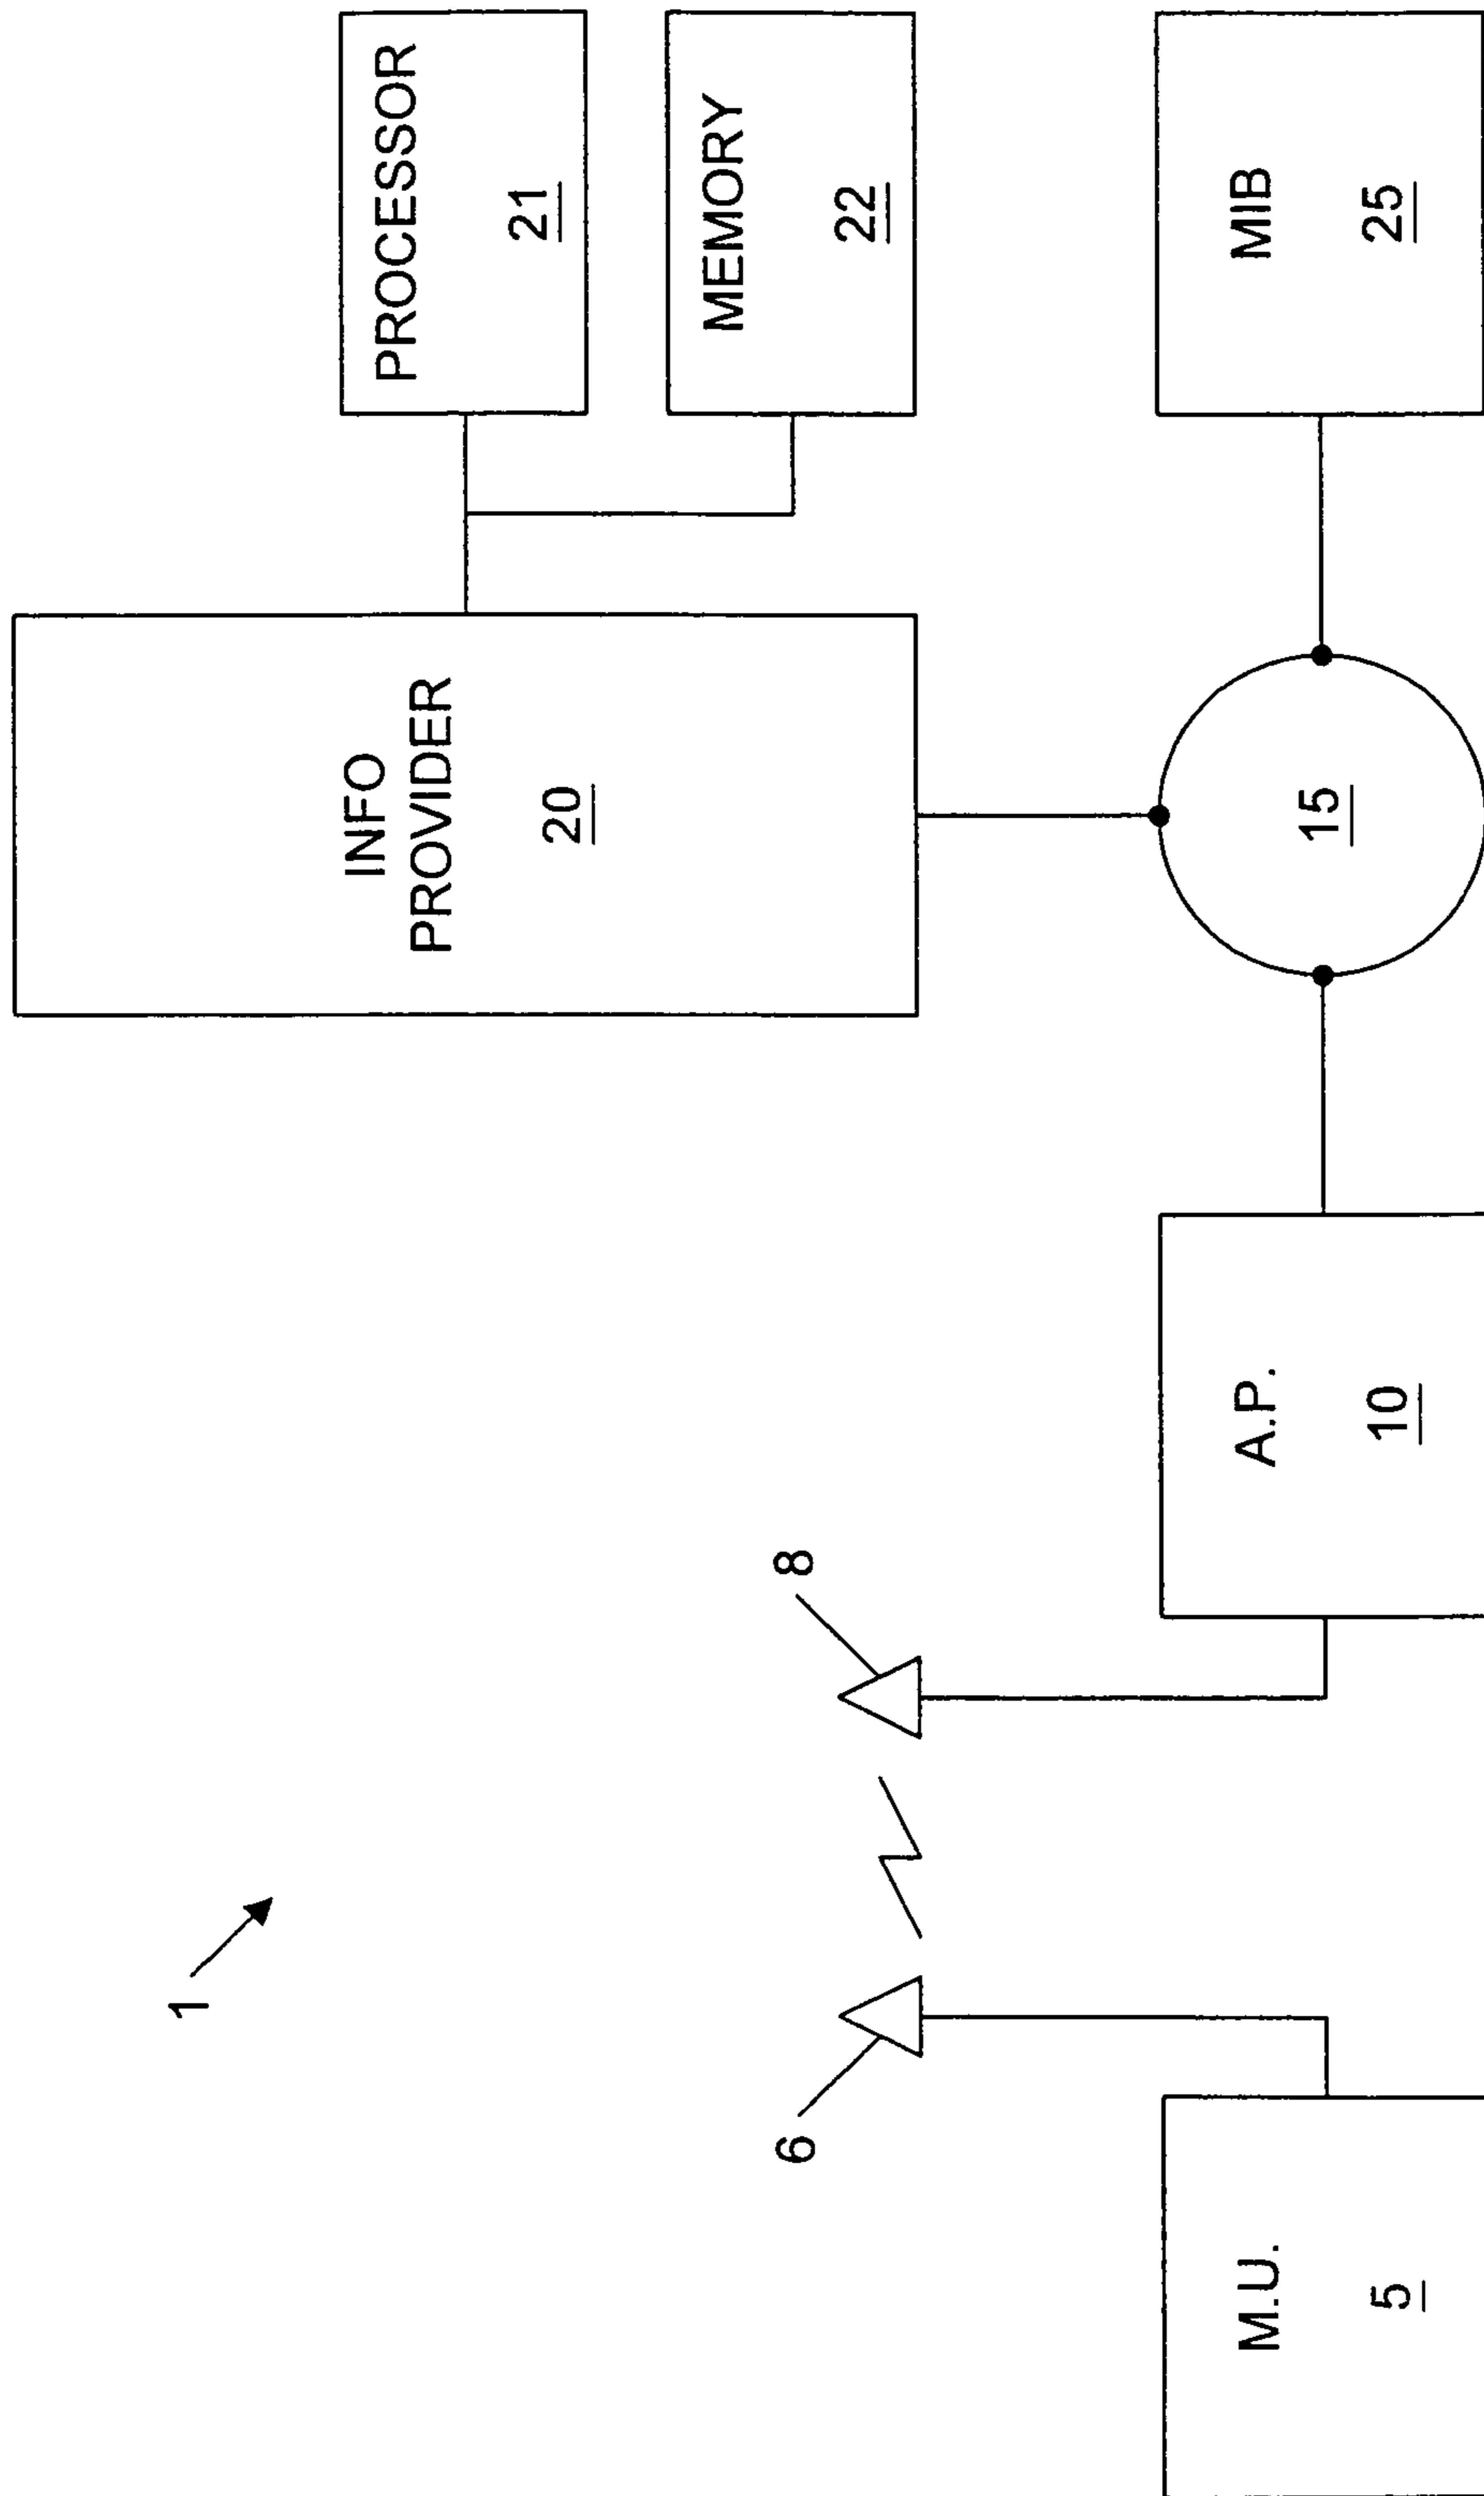 1
INFO
PROVIDER
20
PROCESSOR
21
MEMORY
22
6
8
M.U.
5
A.P.
10
15
MIB
25